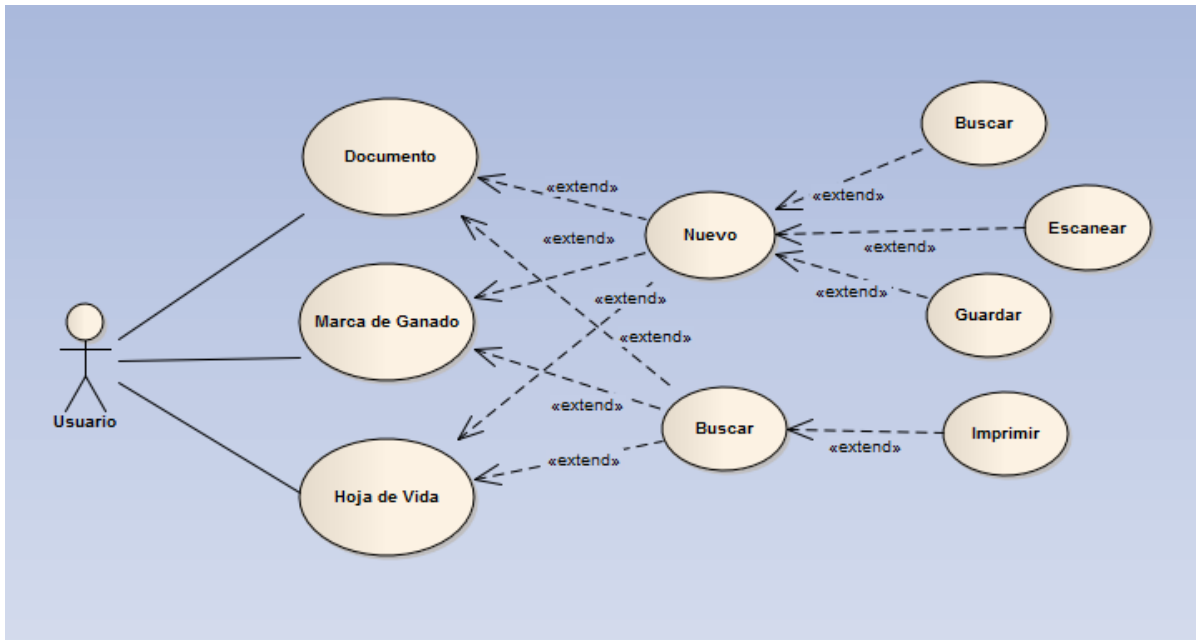 Buscar
Documento
«extend»
«extend»
Escanear
Nuevo
«extend»
«extend»
«extend»
«extend»
Marca de Ganado
Guardar
«extend»
Usuario
«extend»
Buscar
Imprimir
«extend»
«extend»
Hoja de Vida